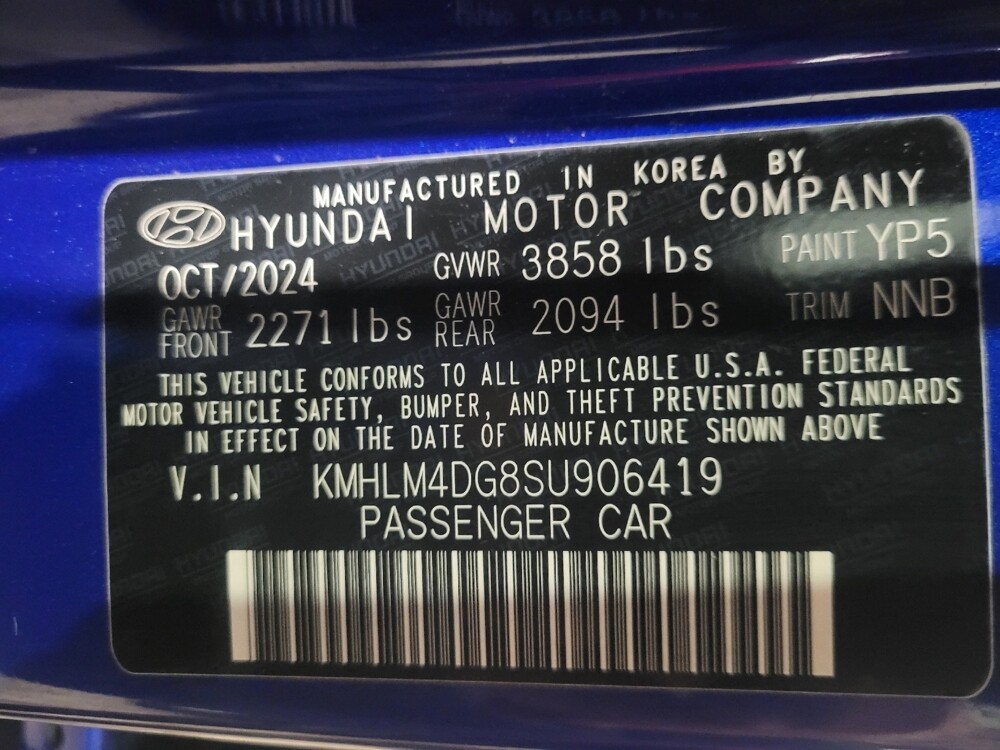 MANUFACTURED IN KOREA BY
HYUNDAI MOTOR COMPANY
OCT/2024 GVWR 3858 lbs PAINT YP5
GAWR FRONT 2271 lbs GAWR REAR 2094 lbs TRIM NNB
THIS VEHICLE CONFORMS TO ALL APPLICABLE U.S.A. FEDERAL
MOTOR VEHICLE SAFETY, BUMPER, AND THEFT PREVENTION STANDARDS
IN EFFECT ON THE DATE OF MANUFACTURE SHOWN ABOVE
V.I.N KMHLM4DG8SU906419
PASSENGER CAR